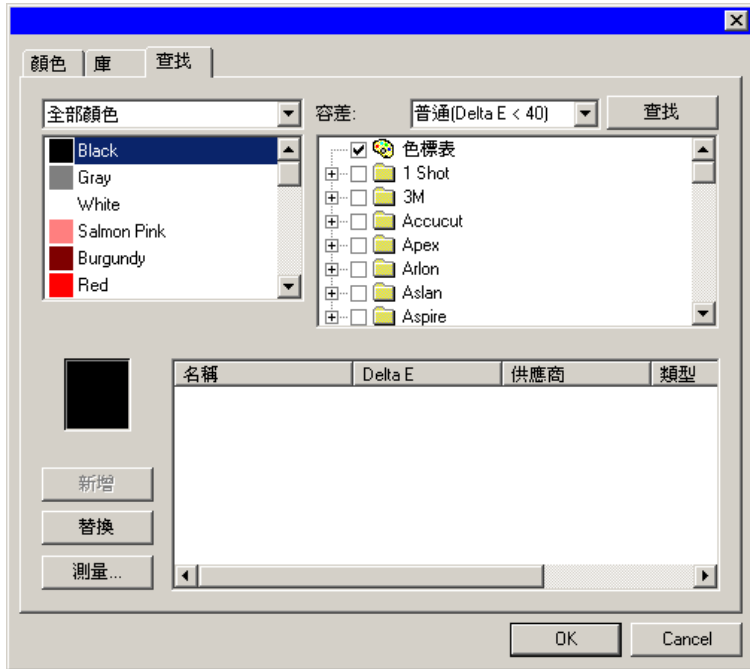 顏色 庫 查找
全部顏色 容差: 普通(Delta E < 40) 查找
Black
Gray
White
Salmon Pink
Burgundy
Red
色標表
1 Shot
3M
Accucut
Apex
Arlon
Aslan
Aspire
名稱 Delta E 供應商 類型
新增
替換
測量...
OK Cancel